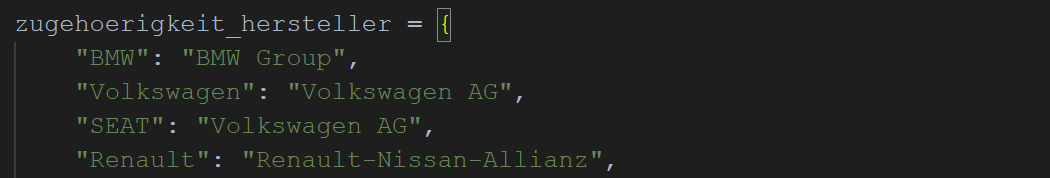 zugehoerigkeit_hersteller = {
    "BMW": "BMW Group",
    "Volkswagen": "Volkswagen AG",
    "SEAT": "Volkswagen AG",
    "Renault": "Renault-Nissan-Allianz",